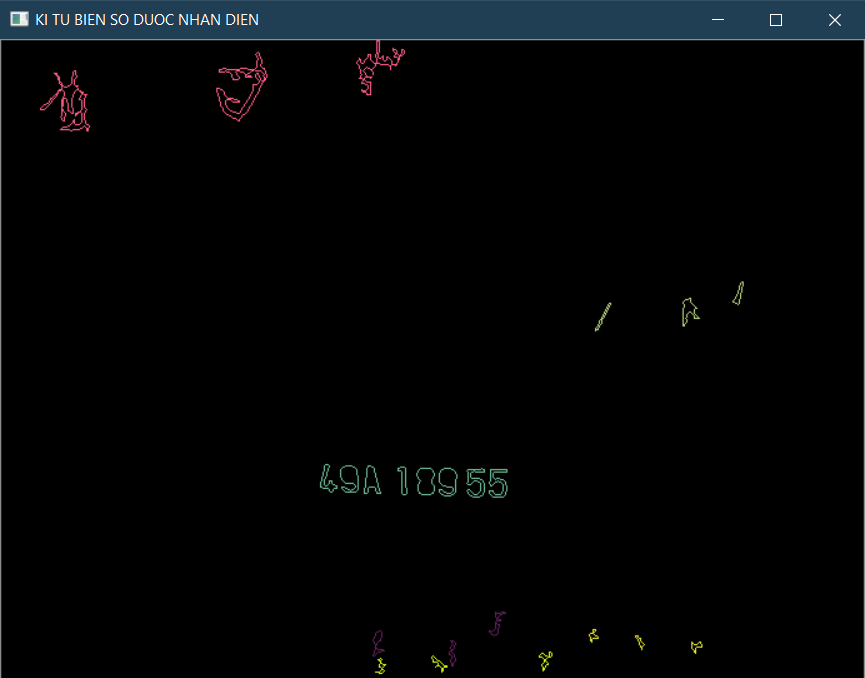 KI TU BIEN SO DUOC NHAN DIEN
49A 18955